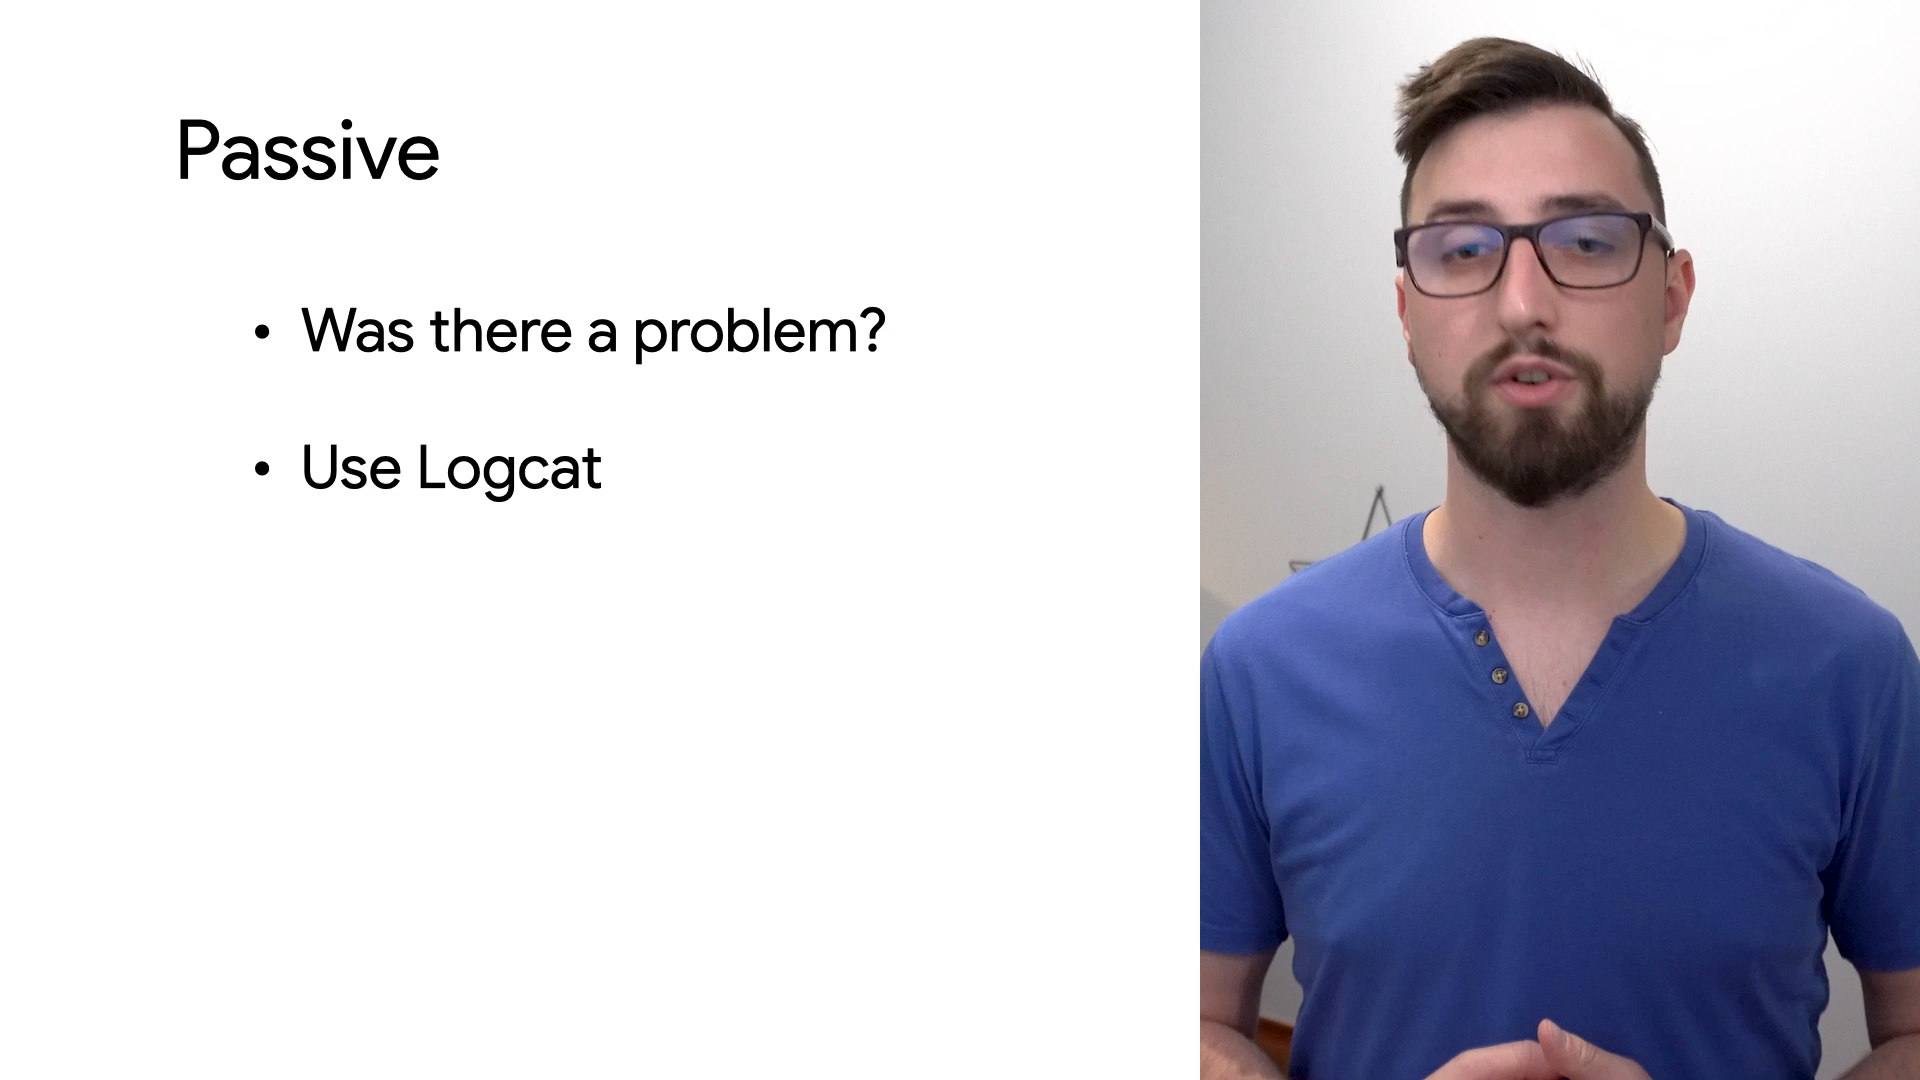 Passive
• Was there a problem?
• Use Logcat